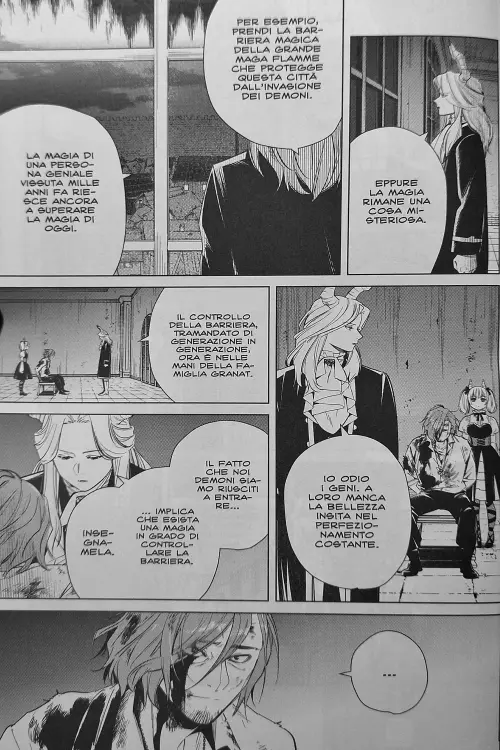 EPPURE
LA MAGIA
RIMANE UNA
COSA MI-
STERIOSA.
PER ESEMPIO,
PRENDI LA BAR-
RIERA MAGICA
DELLA GRANDE
MAGA FLAMME
CHE PROTEGGE
QUESTA CITTÀ
DALL'INVASIONE
DEI DEMONI.
LA MAGIA DI
UNA PERSO-
NA GENIALE
VISSUTA MILLE
ANNI FA RIE-
SCE ANCORA
A SUPERARE
LA MAGIA DI
OGGI.
IO ODIO
I GENI. A
LORO MANCA
LA BELLEZZA
INSITA NEL
PERFEZIO-
NAMENTO
COSTANTE.
IL CONTROLLO
DELLA BARRIERA,
TRAMANDATO DI
GENERAZIONE IN
GENERAZIONE,
ORA È NELLE
MANI DELLA FA-
MIGLIA GRANAT.
IL FATTO
CHE NOI
DEMONI SIA-
MO RIUSCITI
A ENTRA-
RE...
... IMPLICA
CHE ESISTA
UNA MAGIA
IN GRADO DI
CONTROL-
LARE LA
BARRIERA.
INSE-
GNA-
MELA.
...